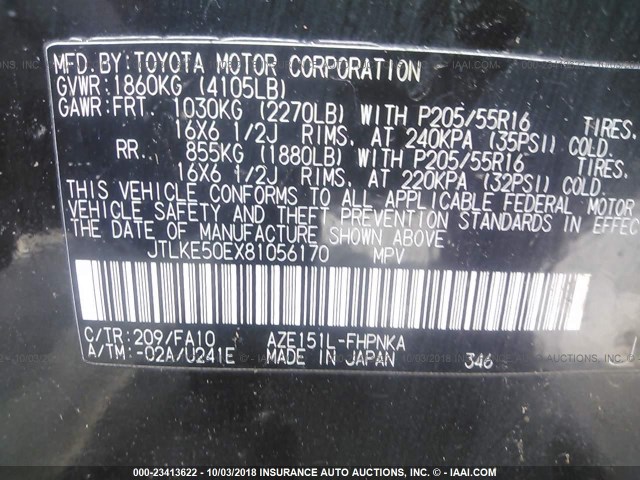 MFD. BY: TOYOTA MOTOR CORPORATION
GVWR: 1860KG (4105LB)
GAWR: FRT. 1030KG (2270LB) WITH P205/55R16 TIRES.
16X6 1/2J RIMS. AT 240KPA (35PSI) COLD.
RR. 855KG (1880LB) WITH P205/55R16 TIRES.
16X6 1/2J RIMS. AT 220KPA (32PSI) COLD.
THIS VEHICLE CONFORMS TO ALL APPLICABLE FEDERAL MOTOR
VEHICLE SAFETY AND THEFT PREVENTION STANDARDS IN EFFEC
THE DATE OF MANUFACTURE SHOWN ABOVE.
JTLKE50EX81056170 MPV
C/TR: 209/FA10 AZE151L-FHPNKA
A/TM: -02A/U241E MADE IN JAPAN 346
000-23413622 - 10/03/2018 INSURANCE AUTO AUCTIONS, INC. © - IAAI.COM